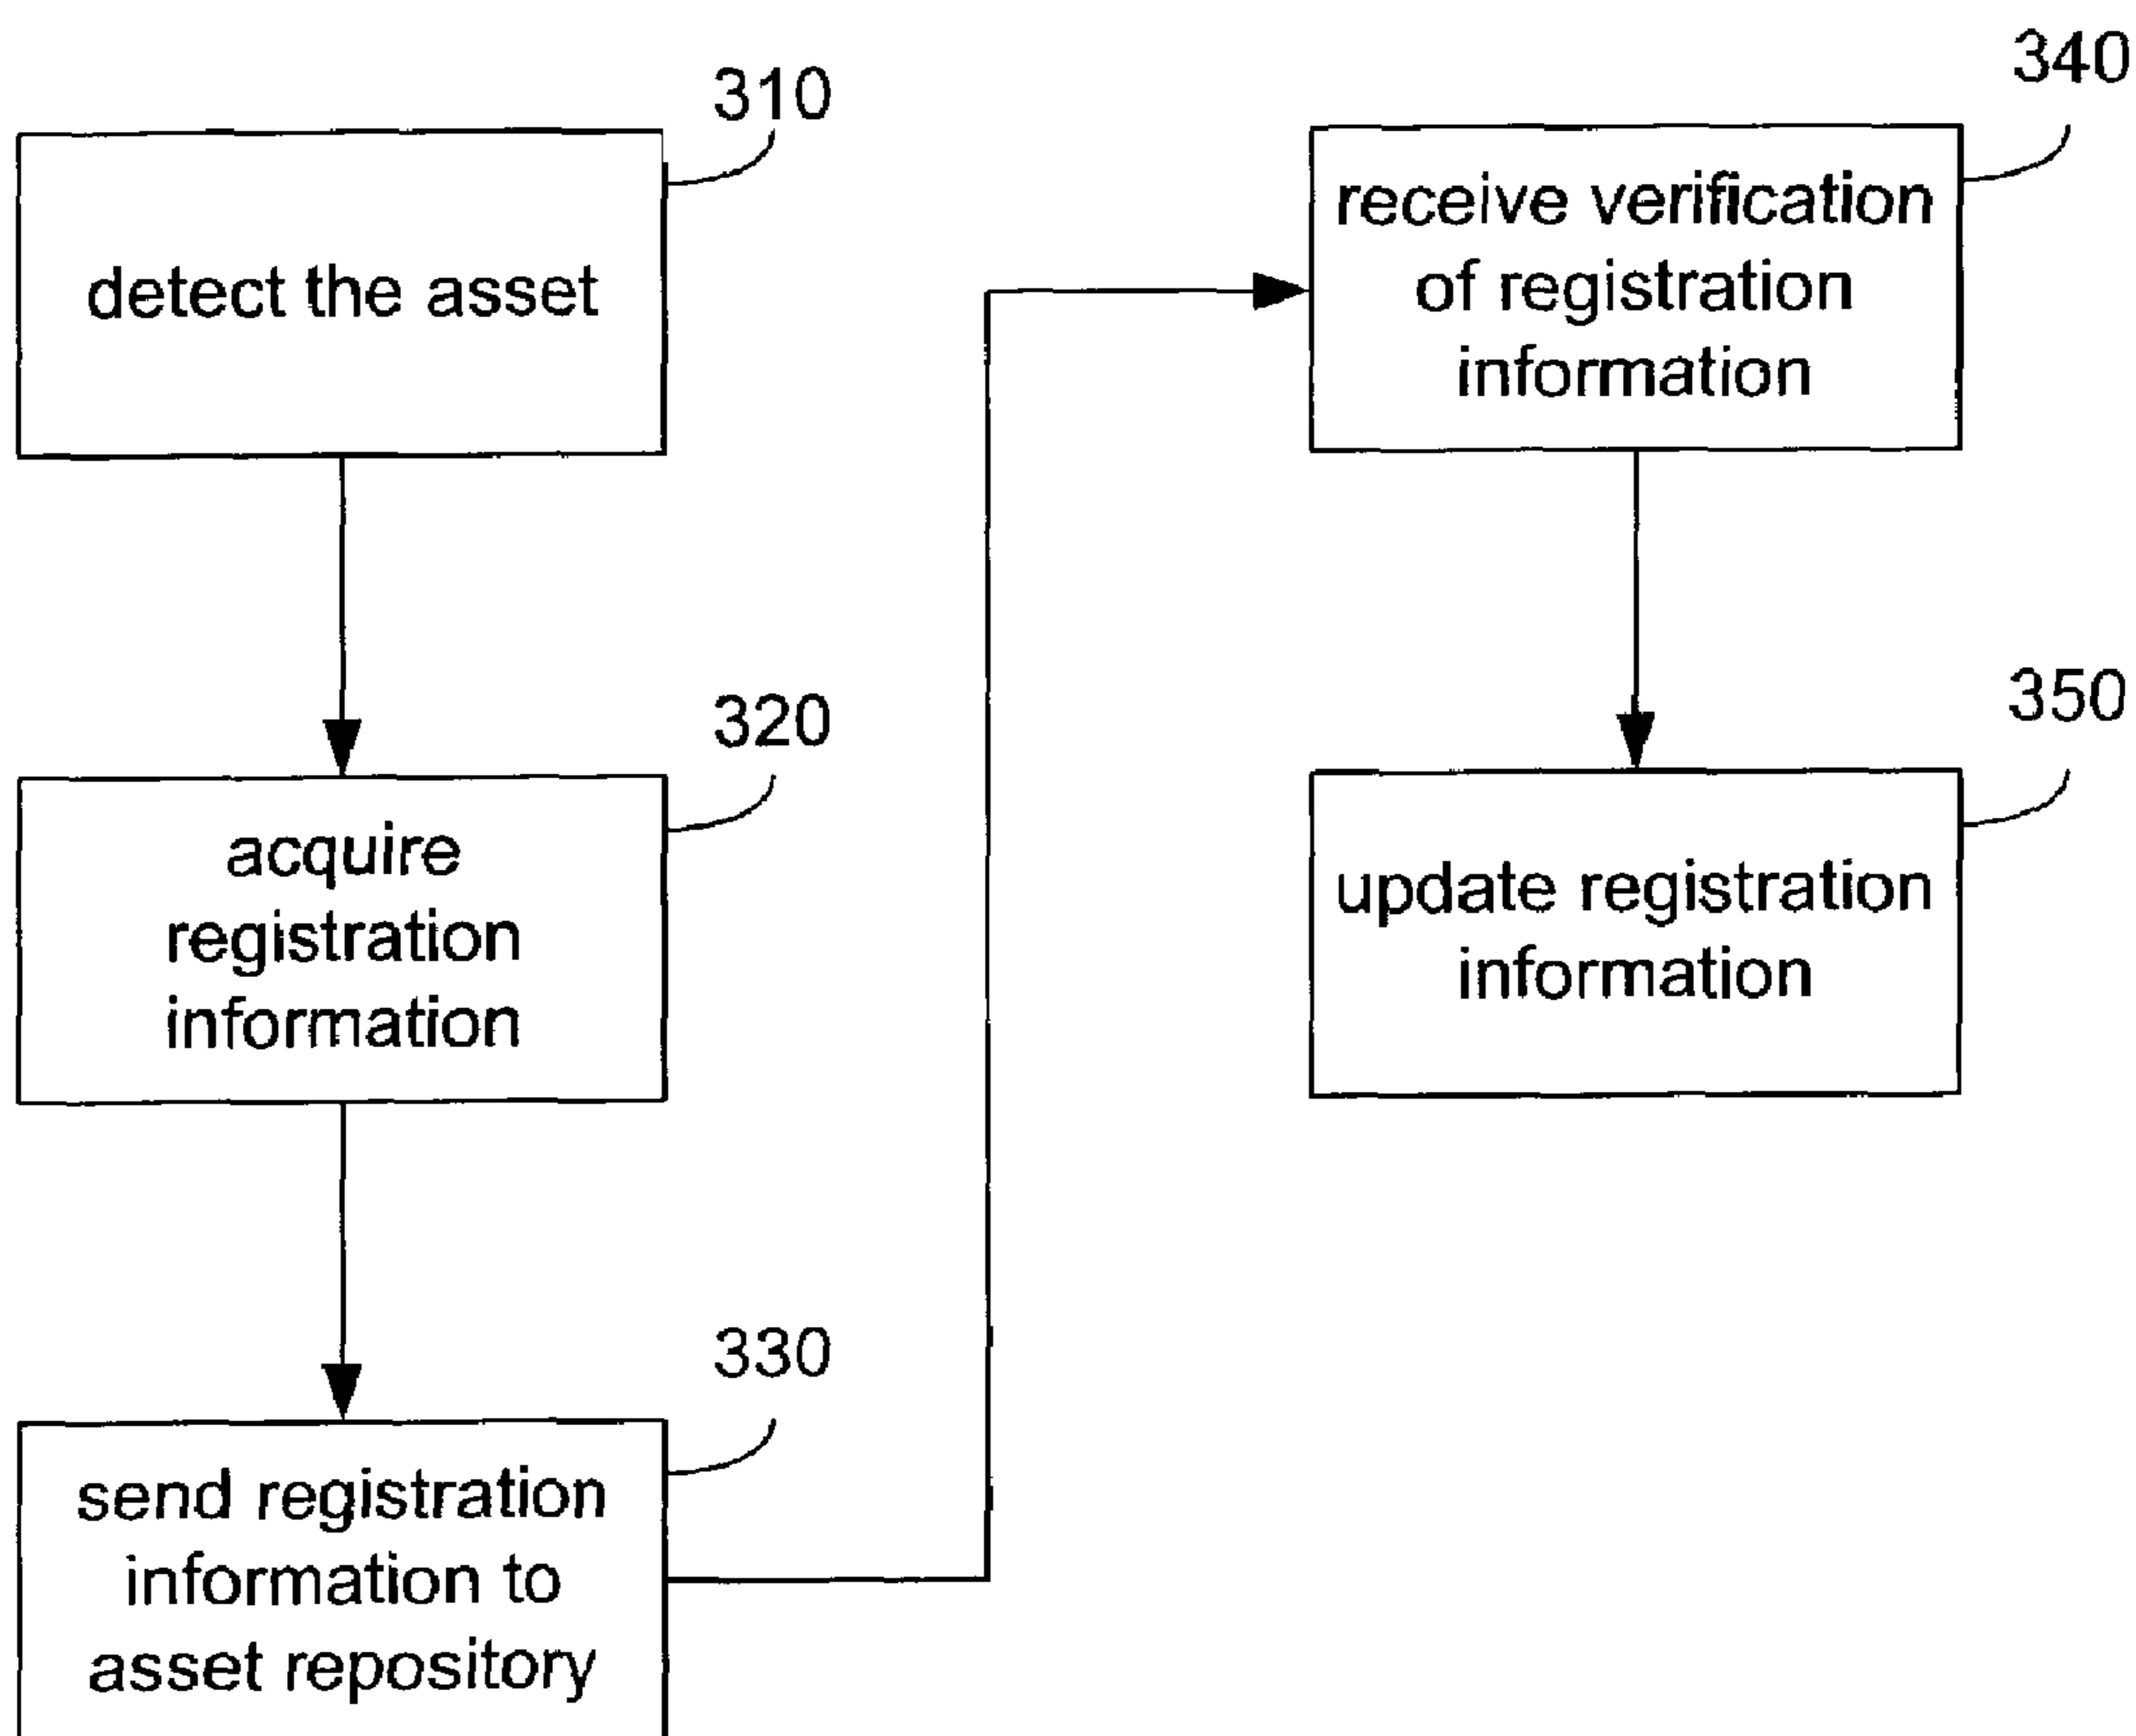 310
detect the asset
320
acquire
registration
information
330
send registration
information to
asset repository
340
receive verification
of registration
information
350
update registration
information